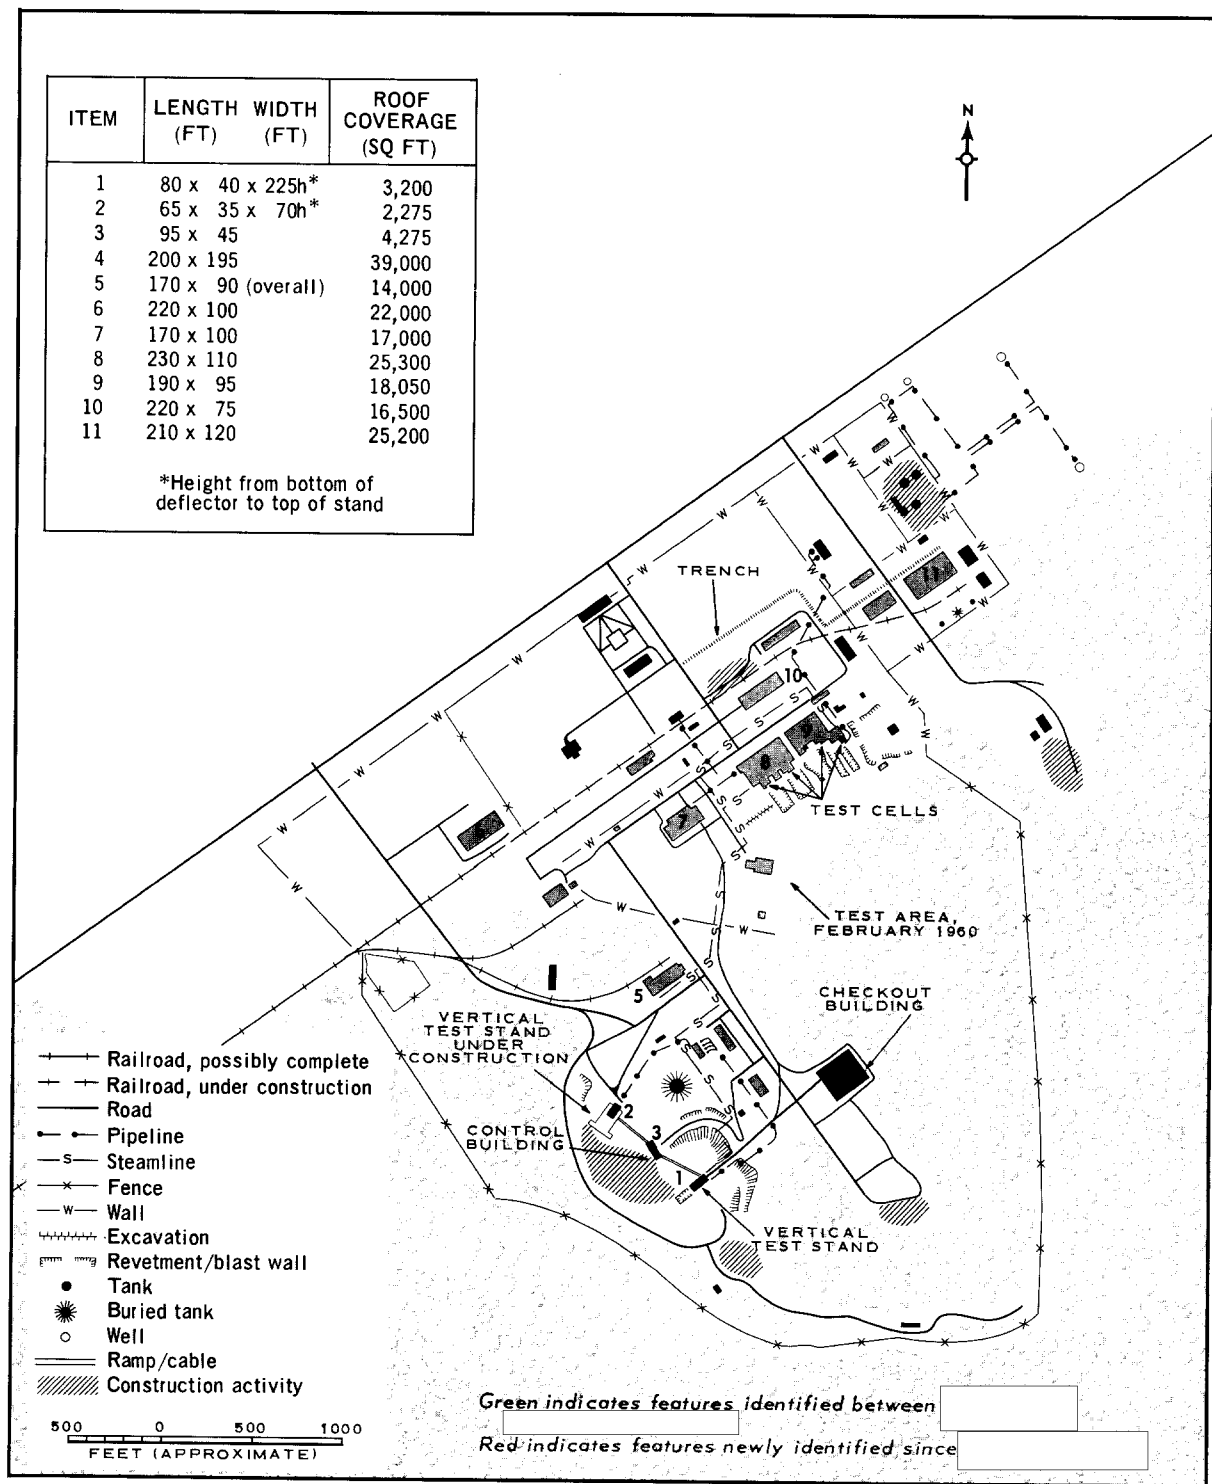 ITEM LENGTH (FT) WIDTH (FT) ROOF COVERAGE (SQ FT)
1 80 x 40 x 225h* 3,200
2 65 x 35 x 70h* 2,275
3 95 x 45 4,275
4 200 x 195 39,000
5 170 x 90 (overall) 14,000
6 220 x 100 22,000
7 170 x 100 17,000
8 230 x 110 25,300
9 190 x 95 18,050
10 220 x 75 16,500
11 210 x 120 25,200
*Height from bottom of
deflector to top of stand
N
TRENCH
11
10
9
8
7
6
TEST CELLS
TEST AREA,
FEBRUARY 1960
CHECKOUT
BUILDING
5
VERTICAL
TEST STAND
UNDER
CONSTRUCTION
2
CONTROL
BUILDING
3
1
VERTICAL
TEST STAND
Railroad, possibly complete
Railroad, under construction
Road
Pipeline
S Steamline
Fence
W Wall
Excavation
Revetment/blast wall
Tank
Buried tank
Well
Ramp/cable
Construction activity
500 0 500 1000
FEET (APPROXIMATE)
Green indicates features identified between
Red indicates features newly identified since